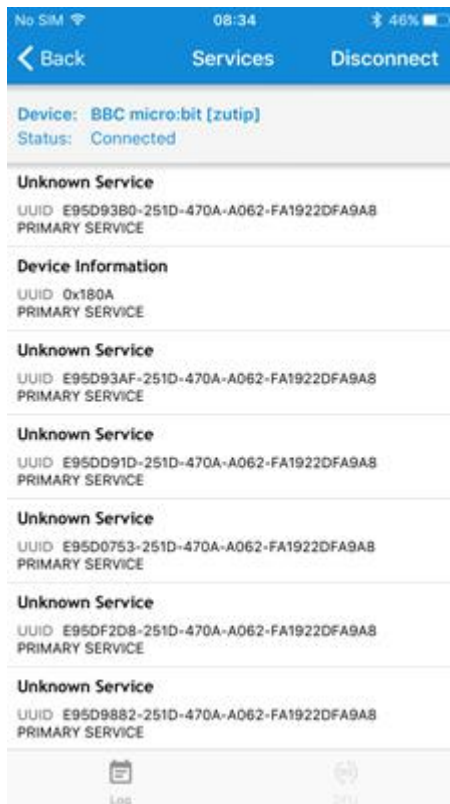 No SIM 08:34 46%
Back Services Disconnect
Device: BBC micro:bit [zutip]
Status: Connected
Unknown Service
UUID E95D93B0-251D-470A-A062-FA1922DFA9A8
PRIMARY SERVICE
Device Information
UUID 0x180A
PRIMARY SERVICE
Unknown Service
UUID E95D93AF-251D-470A-A062-FA1922DFA9A8
PRIMARY SERVICE
Unknown Service
UUID E95DD91D-251D-470A-A062-FA1922DFA9A8
PRIMARY SERVICE
Unknown Service
UUID E95D0753-251D-470A-A062-FA1922DFA9A8
PRIMARY SERVICE
Unknown Service
UUID E95DF2D8-251D-470A-A062-FA1922DFA9A8
PRIMARY SERVICE
Unknown Service
UUID E95D9882-251D-470A-A062-FA1922DFA9A8
PRIMARY SERVICE
Log